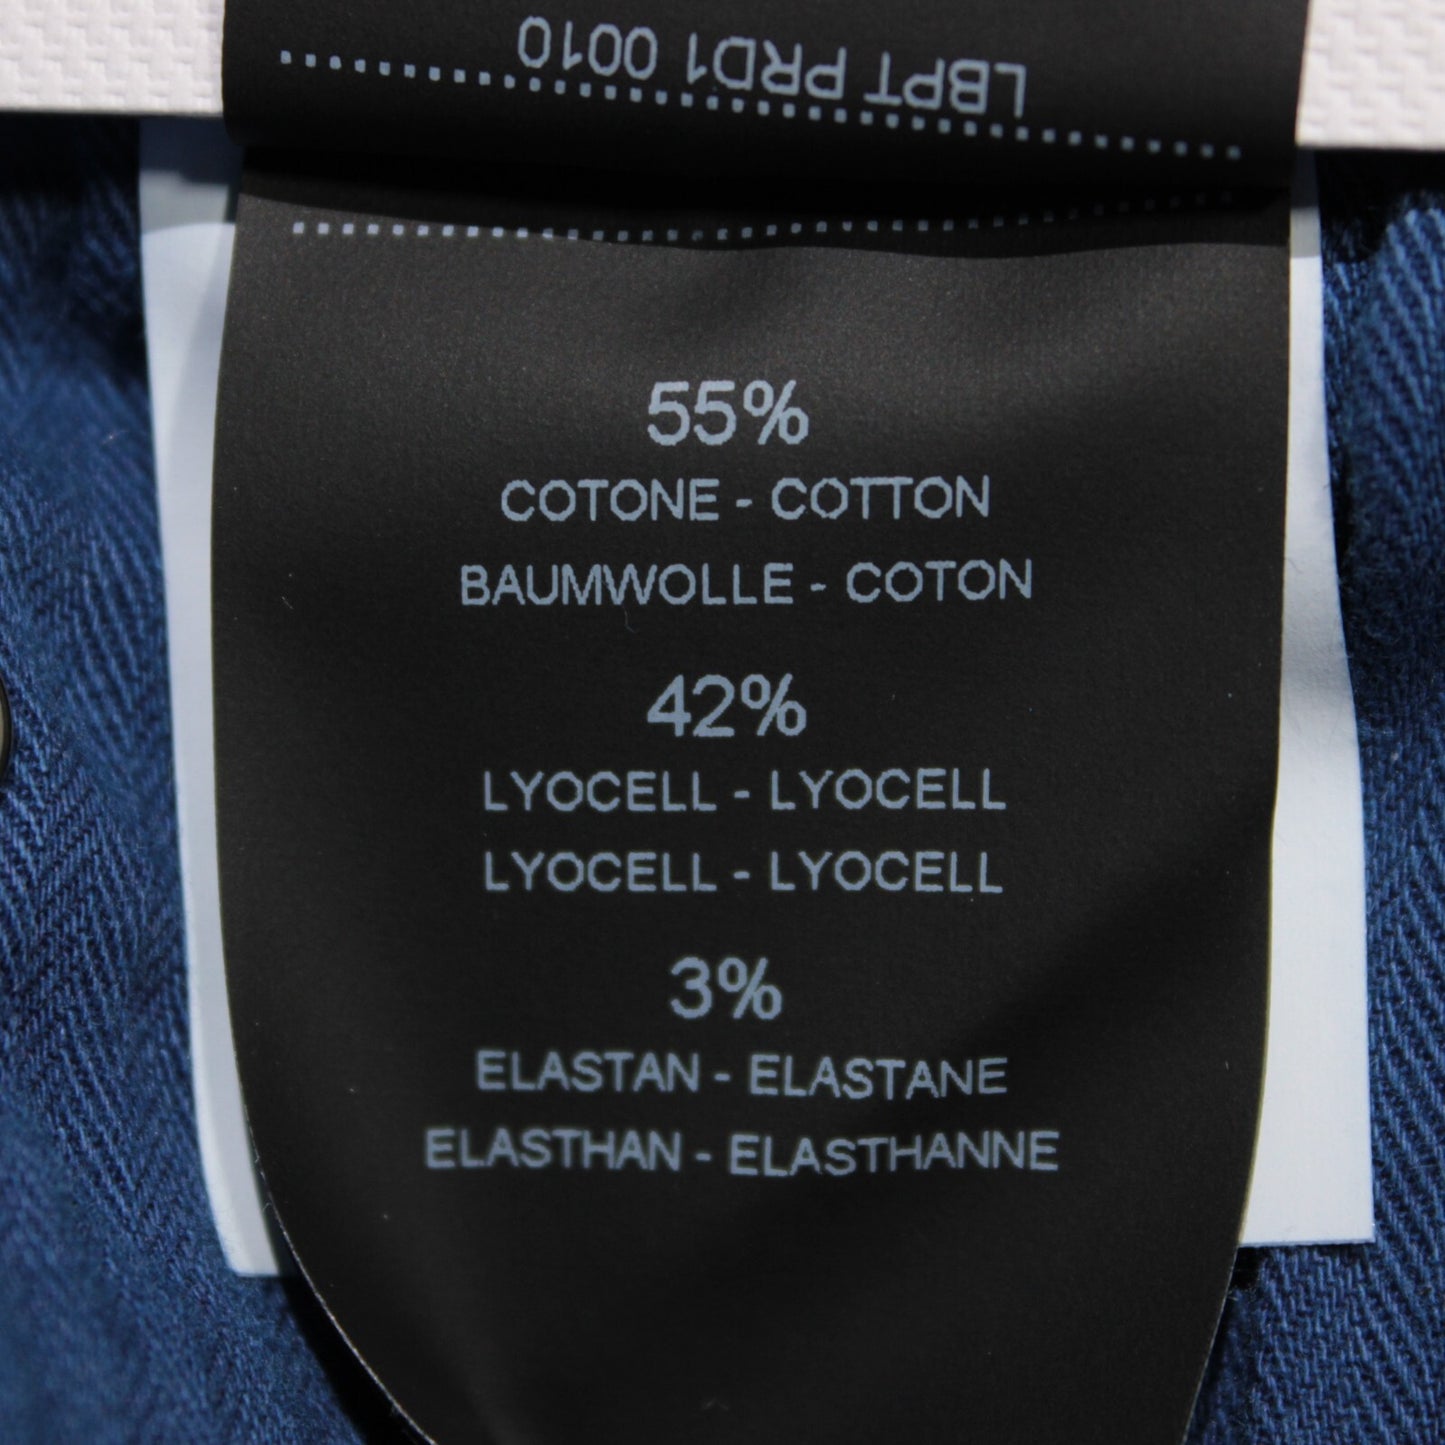 LBPT PRD1 0010
55%
COTONE - COTTON
BAUMWOLLE - COTON
42%
LYOCELL - LYOCELL
LYOCELL - LYOCELL
3%
ELASTAN - ELASTANE
ELASTHAN - ELASTHANNE